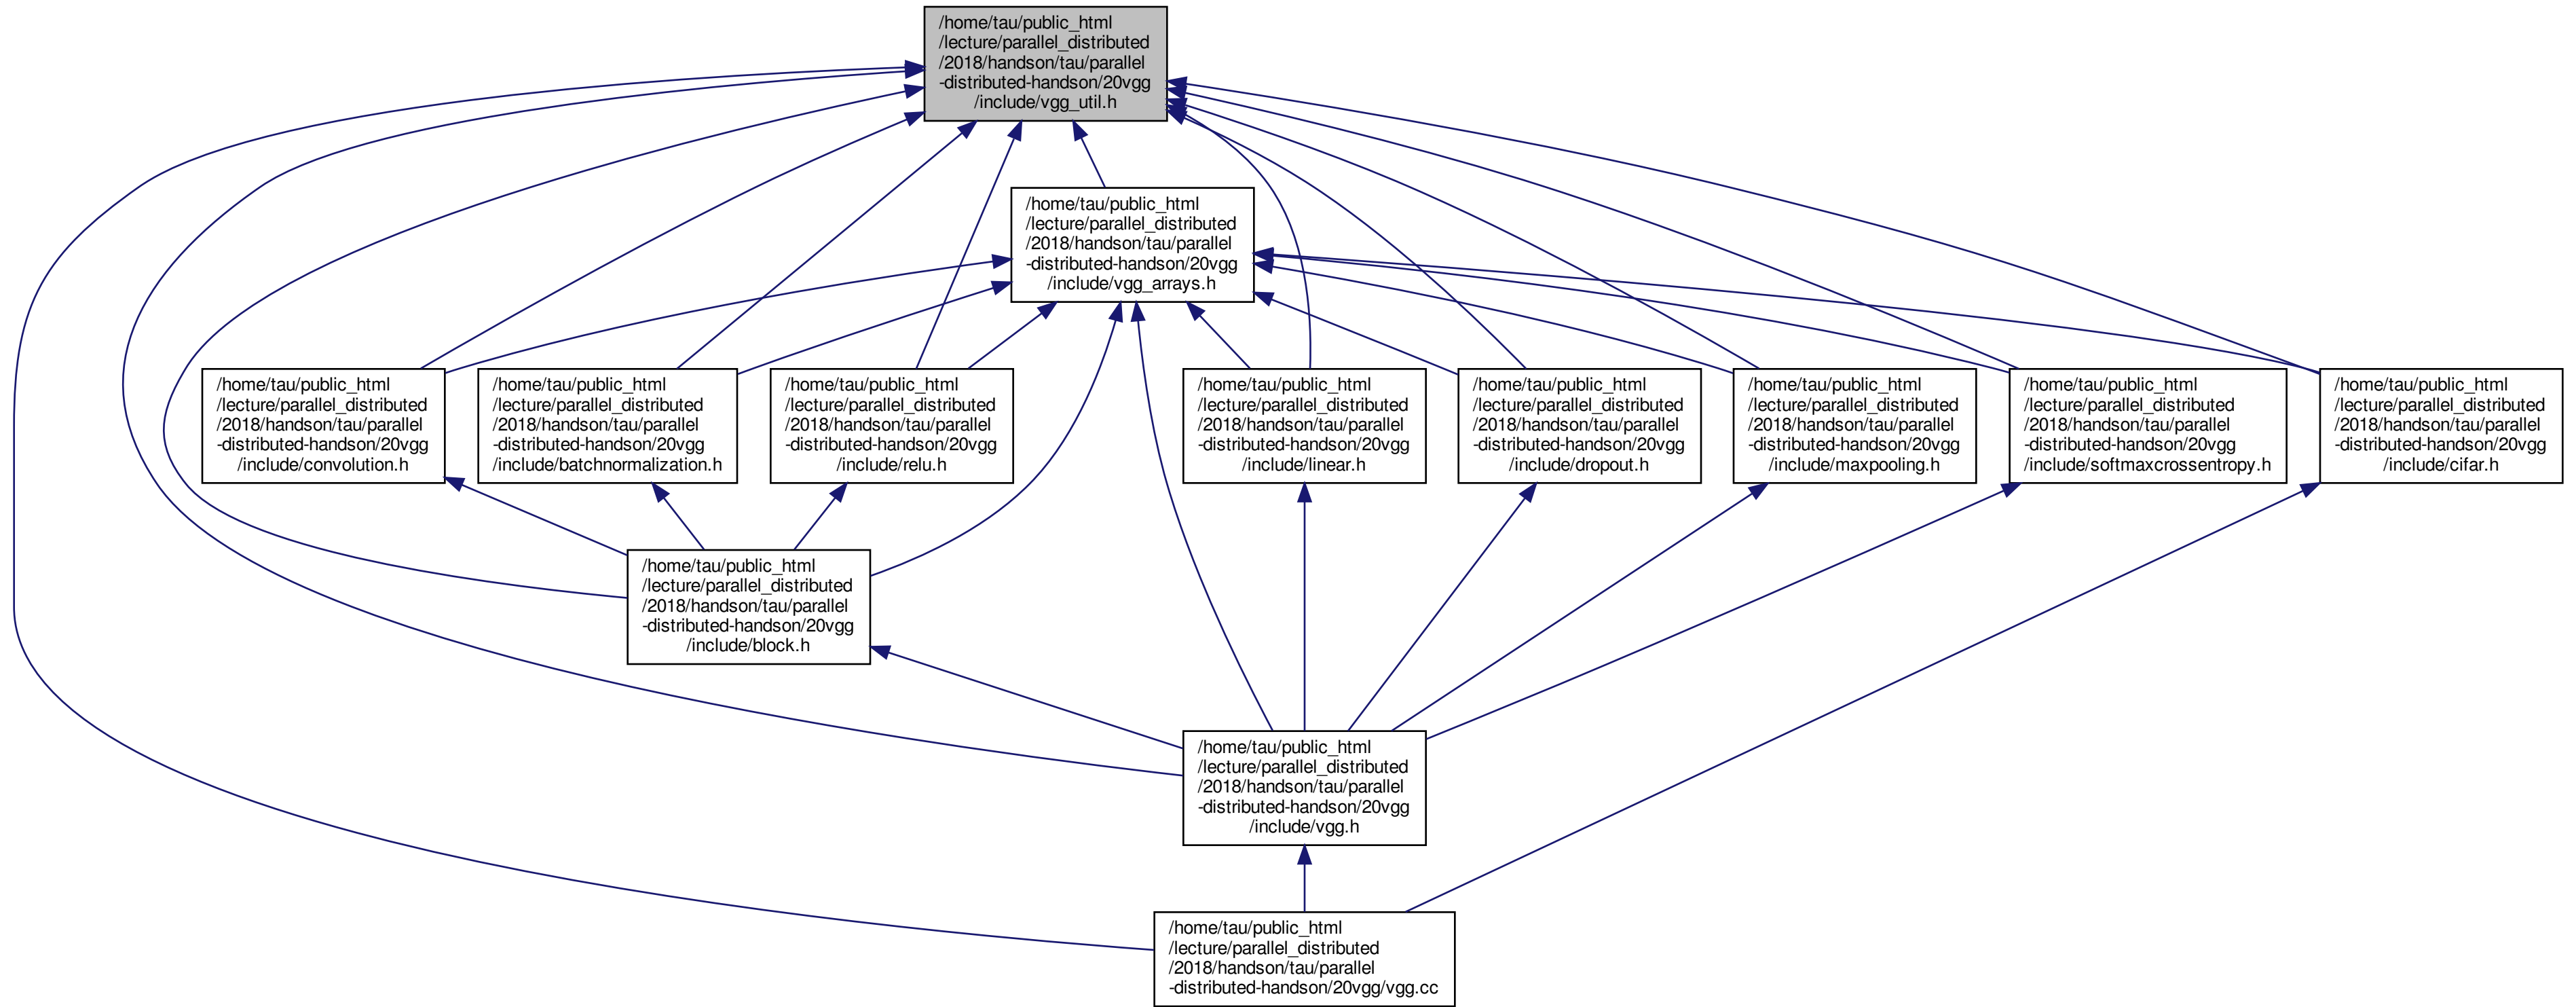 /home/tau/public_html
/lecture/parallel_distributed
/2018/handson/tau/parallel
-distributed-handson/20vgg
/include/vgg_util.h
/home/tau/public_html
/lecture/parallel_distributed
/2018/handson/tau/parallel
-distributed-handson/20vgg
/include/vgg_arrays.h
/home/tau/public_html
/lecture/parallel_distributed
/2018/handson/tau/parallel
-distributed-handson/20vgg
/include/convolution.h
/home/tau/public_html
/lecture/parallel_distributed
/2018/handson/tau/parallel
-distributed-handson/20vgg
/include/batchnormalization.h
/home/tau/public_html
/lecture/parallel_distributed
/2018/handson/tau/parallel
-distributed-handson/20vgg
/include/relu.h
/home/tau/public_html
/lecture/parallel_distributed
/2018/handson/tau/parallel
-distributed-handson/20vgg
/include/linear.h
/home/tau/public_html
/lecture/parallel_distributed
/2018/handson/tau/parallel
-distributed-handson/20vgg
/include/dropout.h
/home/tau/public_html
/lecture/parallel_distributed
/2018/handson/tau/parallel
-distributed-handson/20vgg
/include/maxpooling.h
/home/tau/public_html
/lecture/parallel_distributed
/2018/handson/tau/parallel
-distributed-handson/20vgg
/include/softmaxcrossentropy.h
/home/tau/public_html
/lecture/parallel_distributed
/2018/handson/tau/parallel
-distributed-handson/20vgg
/include/cifar.h
/home/tau/public_html
/lecture/parallel_distributed
/2018/handson/tau/parallel
-distributed-handson/20vgg
/include/block.h
/home/tau/public_html
/lecture/parallel_distributed
/2018/handson/tau/parallel
-distributed-handson/20vgg
/include/vgg.h
/home/tau/public_html
/lecture/parallel_distributed
/2018/handson/tau/parallel
-distributed-handson/20vgg/vgg.cc